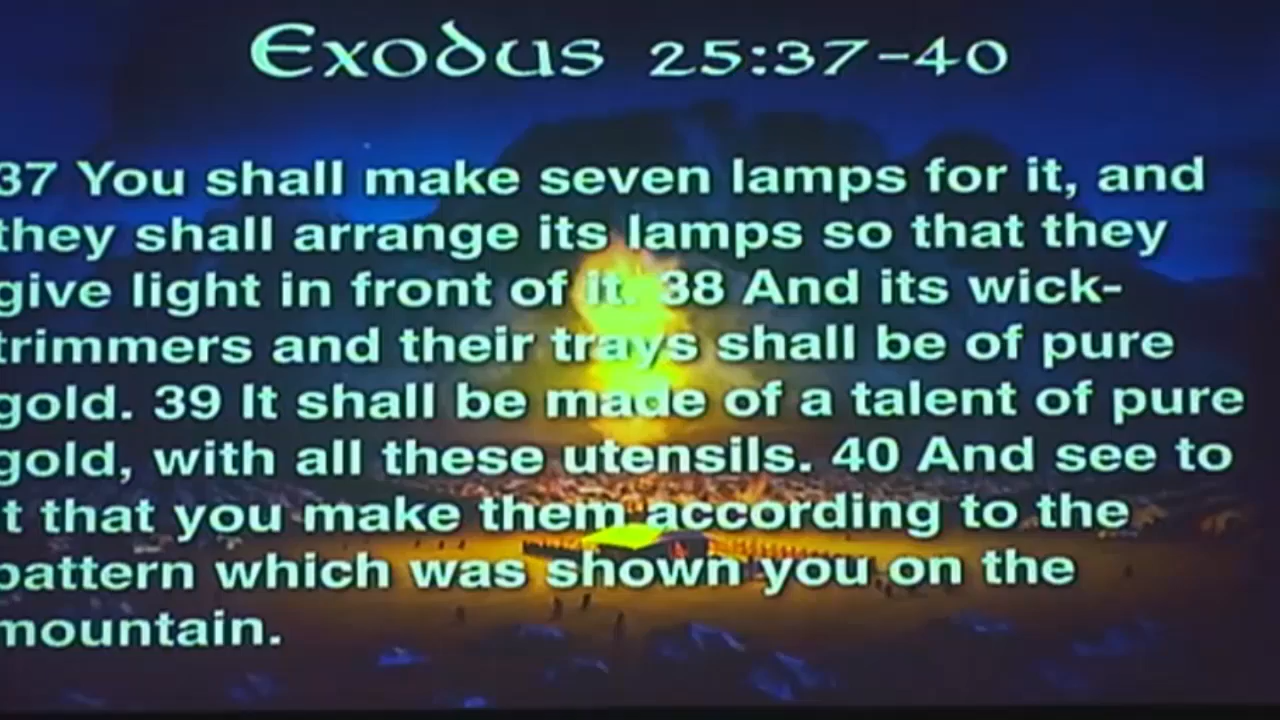 Exodus 25:37-40
37 You shall make seven lamps for it, and
they shall arrange its lamps so that they
give light in front of it. 38 And its wick-
trimmers and their trays shall be of pure
gold. 39 It shall be made of a talent of pure
gold, with all these utensils. 40 And see to
it that you make them according to the
pattern which was shown you on the
mountain.